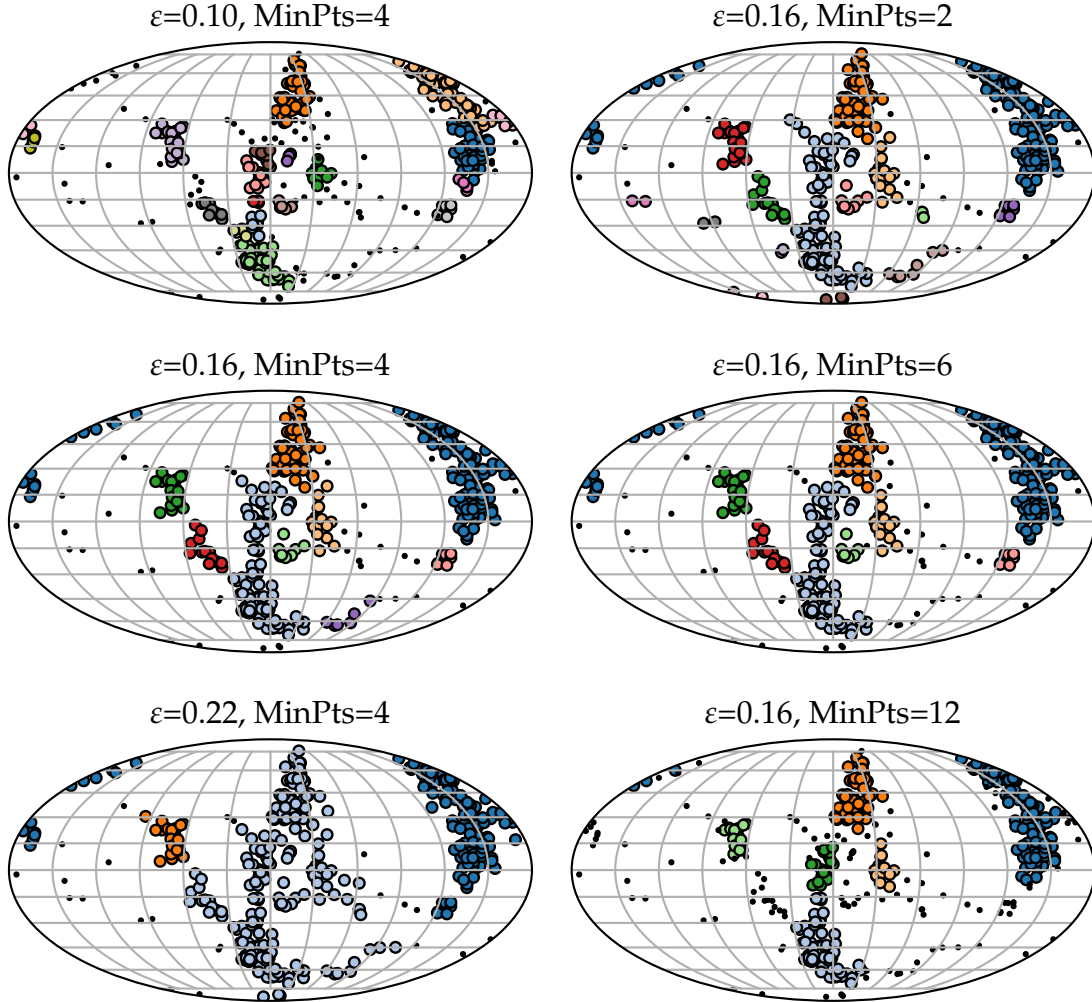 ε=0.10, MinPts=4
ε=0.16, MinPts=2
ε=0.16, MinPts=4
ε=0.16, MinPts=6
ε=0.22, MinPts=4
ε=0.16, MinPts=12